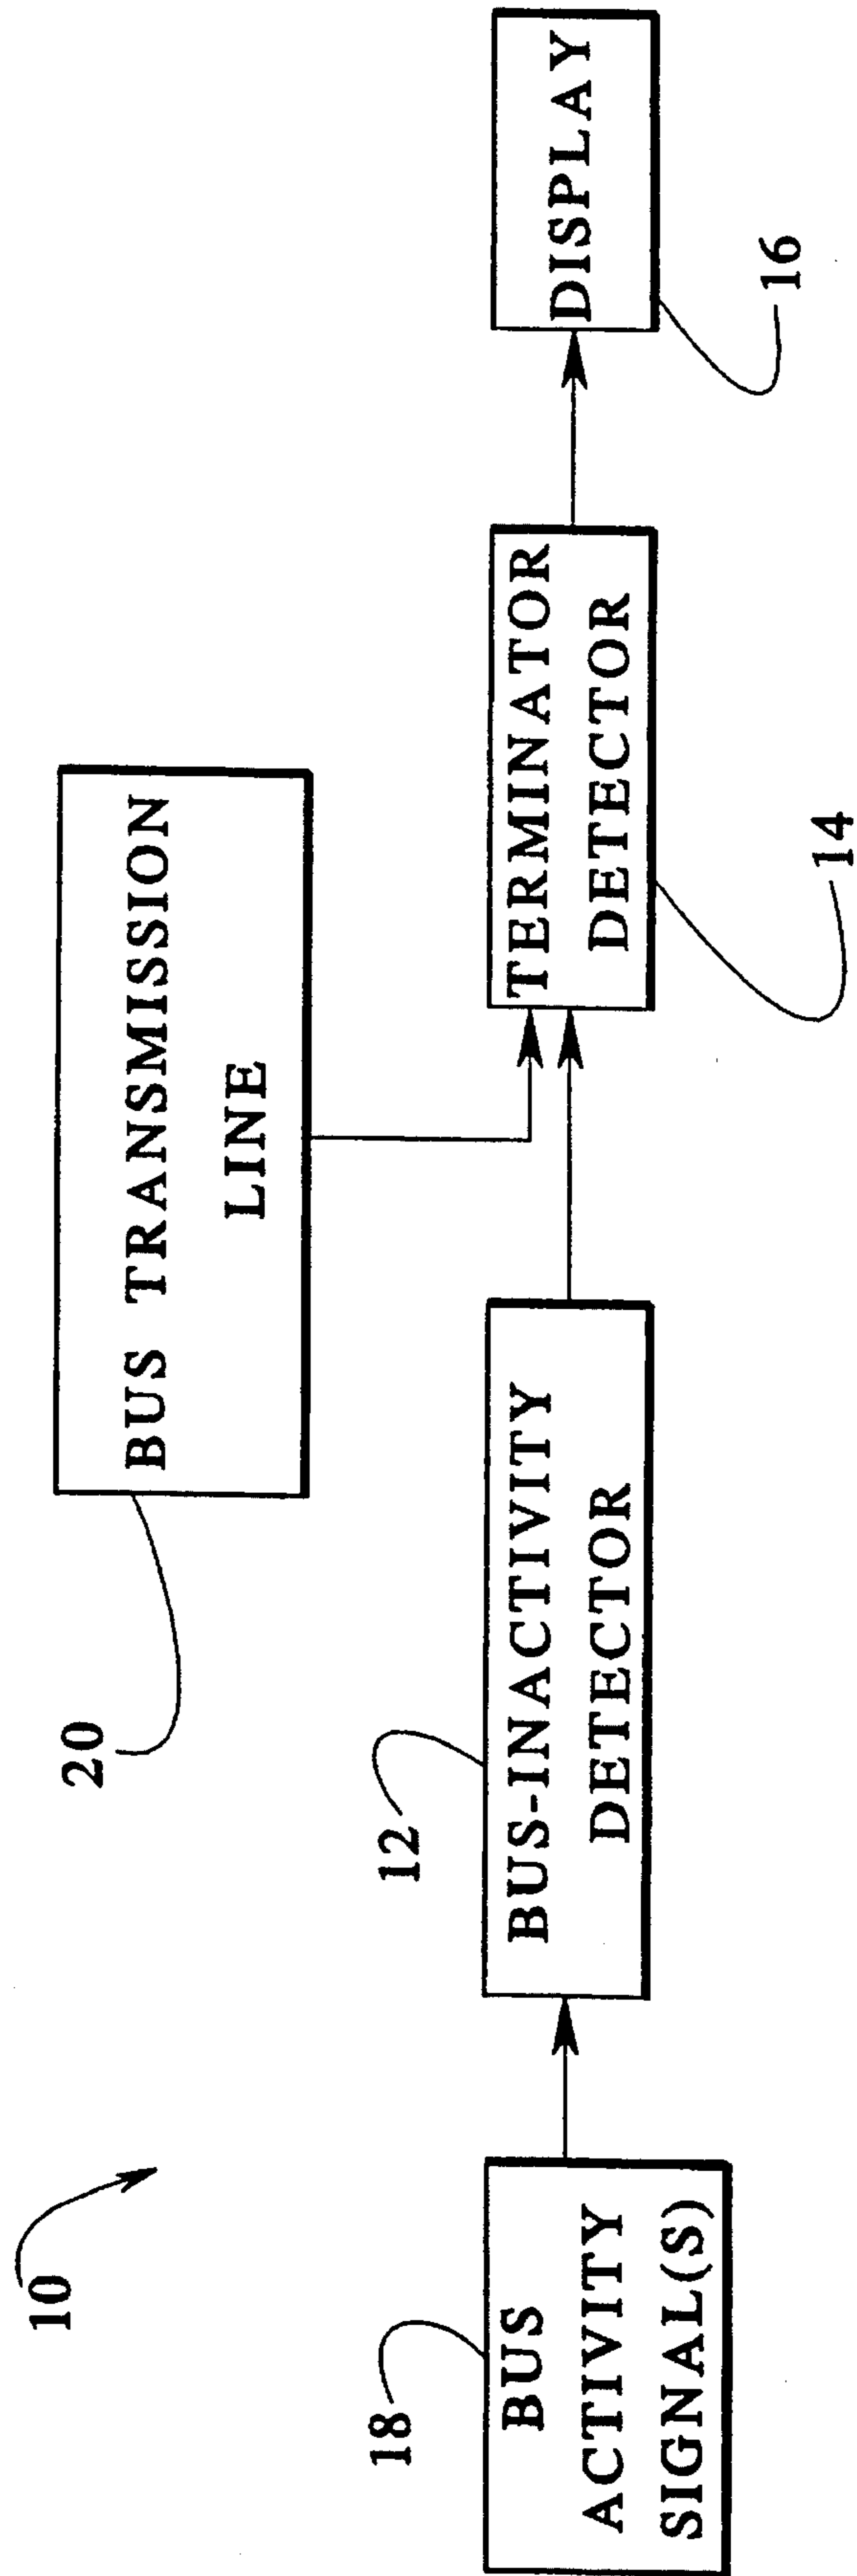 10
20
BUS TRANSMISSION
LINE
18
BUS
ACTIVITY
SIGNAL(S)
12
BUS-INACTIVITY
DETECTOR
TERMINATOR
DETECTOR
14
DISPLAY
16